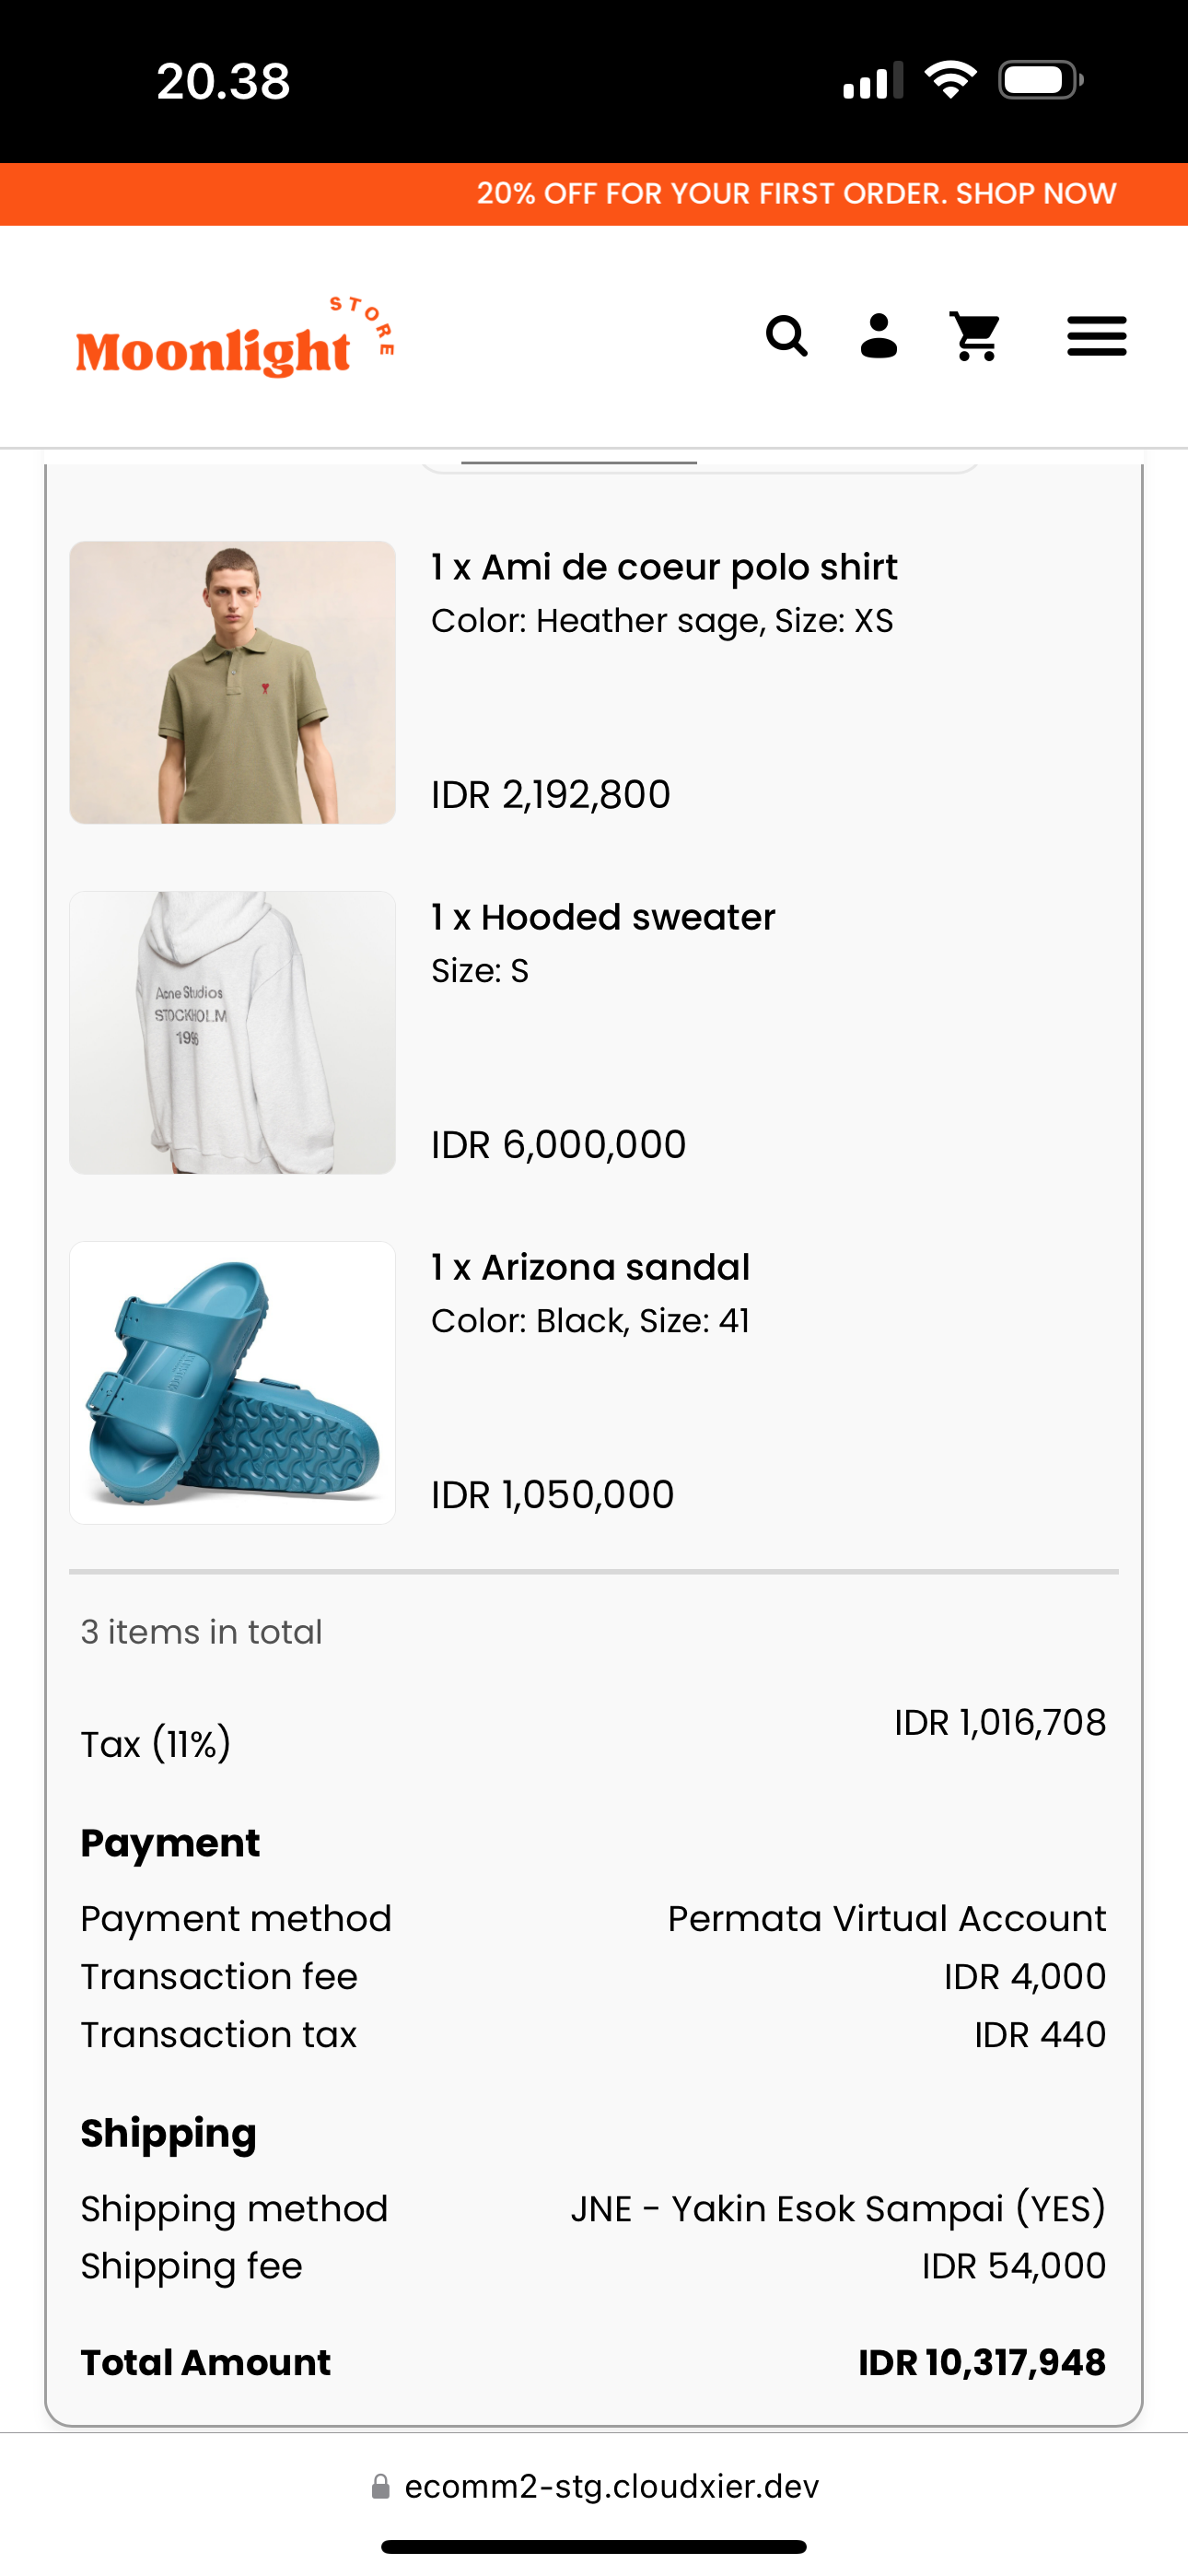 20.38
20% OFF FOR YOUR FIRST ORDER. SHOP NOW
Moonlight STORE
1 x Ami de coeur polo shirt
Color: Heather sage, Size: XS
IDR 2,192,800
Acne Studios
STOCKHOLM
1996
1 x Hooded sweater
Size: S
IDR 6,000,000
1 x Arizona sandal
Color: Black, Size: 41
IDR 1,050,000
3 items in total
Tax (11%) IDR 1,016,708
Payment
Payment method Permata Virtual Account
Transaction fee IDR 4,000
Transaction tax IDR 440
Shipping
Shipping method JNE - Yakin Esok Sampai (YES)
Shipping fee IDR 54,000
Total Amount IDR 10,317,948
ecomm2-stg.cloudxier.dev